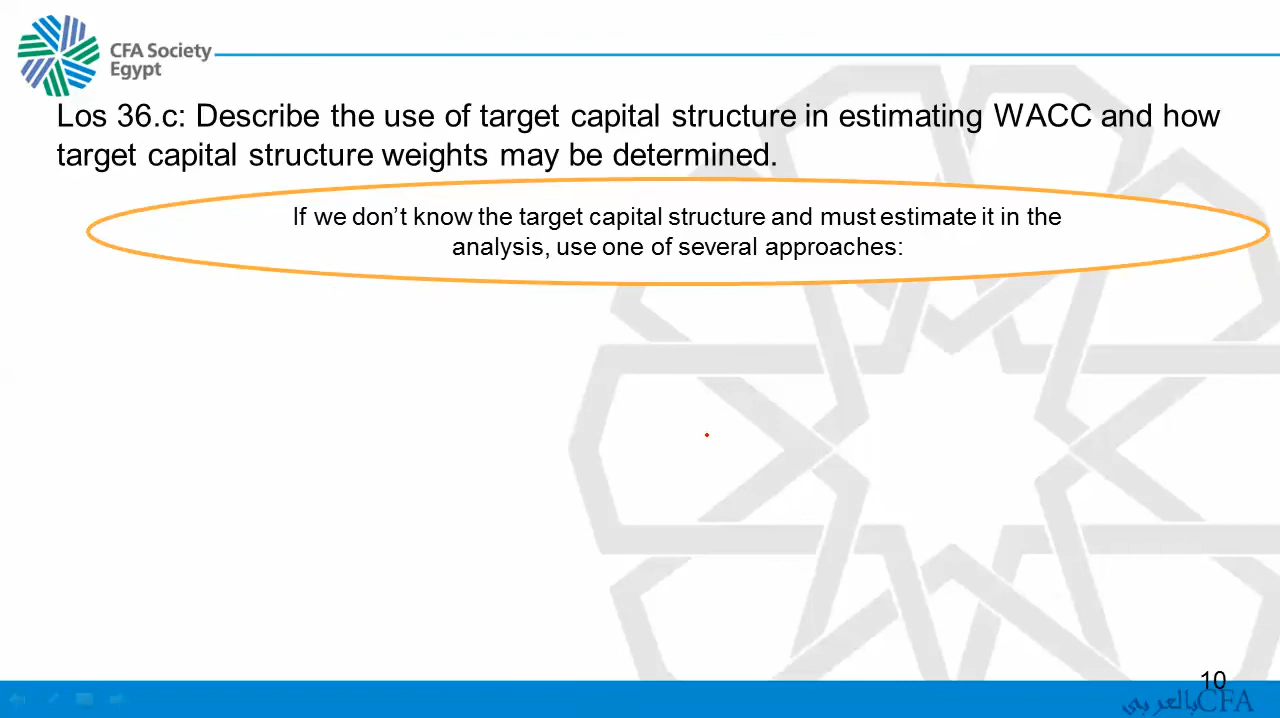 CFA Society
Egypt
Los 36.c: Describe the use of target capital structure in estimating WACC and how
target capital structure weights may be determined.
If we don’t know the target capital structure and must estimate it in the
analysis, use one of several approaches:
10
CFA بالعربي